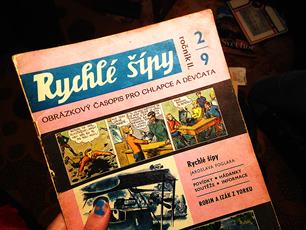 Rychlé šípy
ročník II.
2/9
OBRÁZKOVÝ ČASOPIS PRO CHLAPCE A DĚVČATA
Rychlé šípy
JAROSLAVA FOGLARA
POVÍDKY • HÁDANKY
SOUTĚŽE • INFORMACE
ROBIN A IZÁK Z YORKU